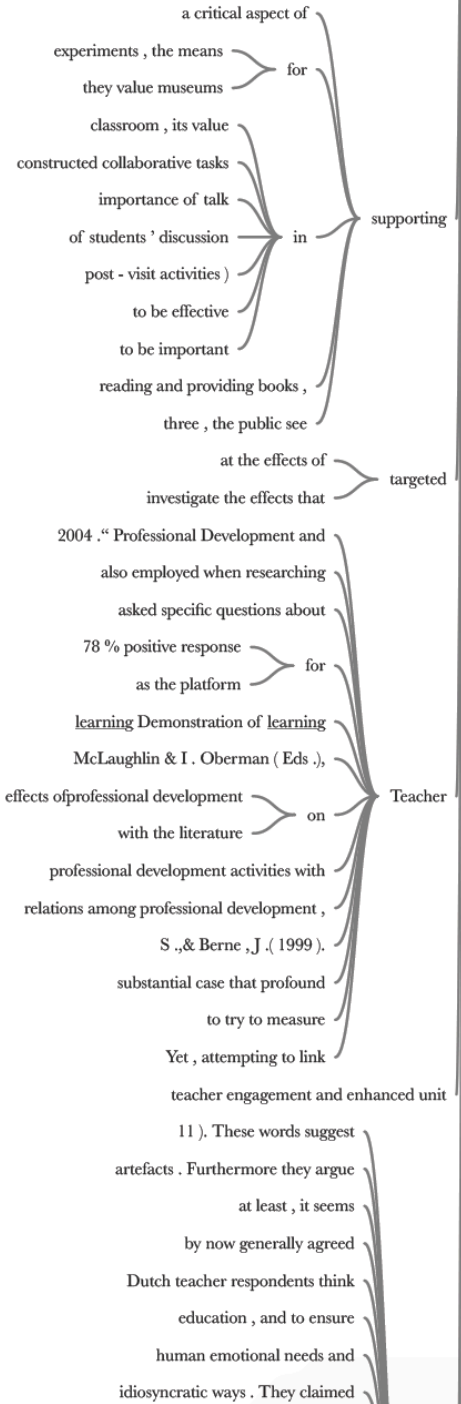 a critical aspect of
experiments , the means
for
they value museums
classroom , its value
constructed collaborative tasks
importance of talk
supporting
of students ’ discussion
in
post - visit activities )
to be effective
to be important
reading and providing books ,
three , the public see
at the effects of
targeted
investigate the effects that
2004 .“ Professional Development and
also employed when researching
asked specific questions about
78 % positive response
for
as the platform
learning Demonstration of learning
McLaughlin & I . Oberman ( Eds .),
effects ofprofessional development
Teacher
on
with the literature
professional development activities with
relations among professional development ,
S .,& Berne , J .( 1999 ).
substantial case that profound
to try to measure
Yet , attempting to link
teacher engagement and enhanced unit
11 ). These words suggest
artefacts . Furthermore they argue
at least , it seems
by now generally agreed
Dutch teacher respondents think
education , and to ensure
human emotional needs and
idiosyncratic ways . They claimed